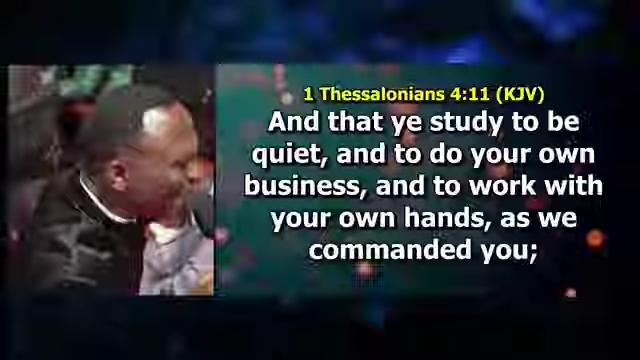 1 Thessalonians 4:11 (KJV)
And that ye study to be
quiet, and to do your own
business, and to work with
your own hands, as we
commanded you;